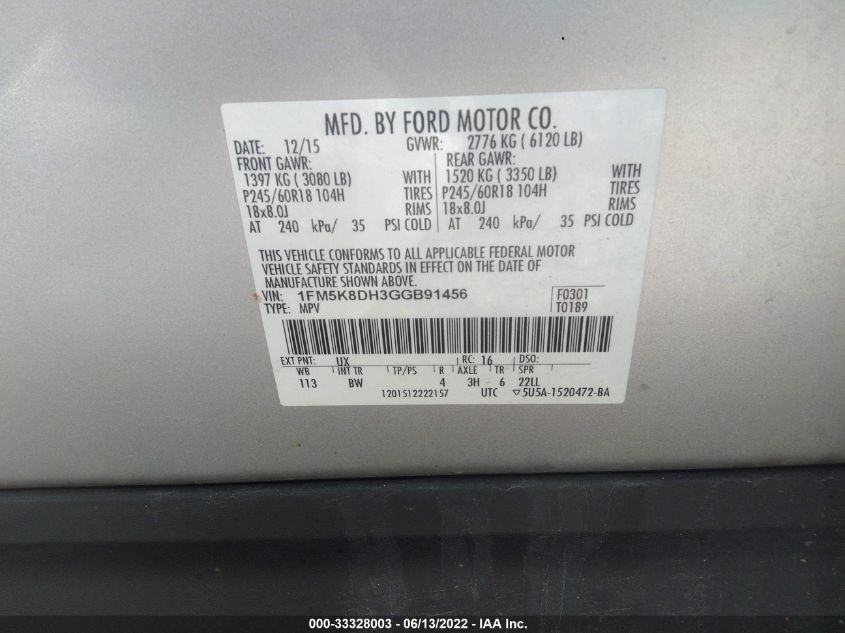 MFD. BY FORD MOTOR CO.
DATE: 12/15 GVWR: 2776 KG ( 6120 LB)
FRONT GAWR: REAR GAWR:
1397 KG ( 3080 LB) WITH 1520 KG ( 3350 LB) WITH
P245/60R18 104H TIRES P245/60R18 104H TIRES
18x8.0J RIMS 18x8.0J RIMS
AT 240 kPa/ 35 PSI COLD AT 240 kPa/ 35 PSI COLD
THIS VEHICLE CONFORMS TO ALL APPLICABLE FEDERAL MOTOR
VEHICLE SAFETY STANDARDS IN EFFECT ON THE DATE OF
MANUFACTURE SHOWN ABOVE.
VIN: 1FM5K8DH3GGB91456 F0301
TYPE: MPV T0189
EXT PNT: UX RC: 16 DSO:
WB INT TR TP/PS R AXLE TR SPR
113 BW 4 3H 6 22LL
1201512222157 UTC ▽5U5A-1520472-BA
000-33328003 - 06/13/2022 - IAA Inc.